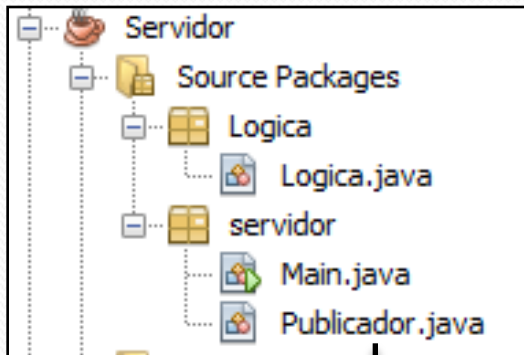 Servidor
Source Packages
Logica
Logica.java
servidor
Main.java
Publicador.java